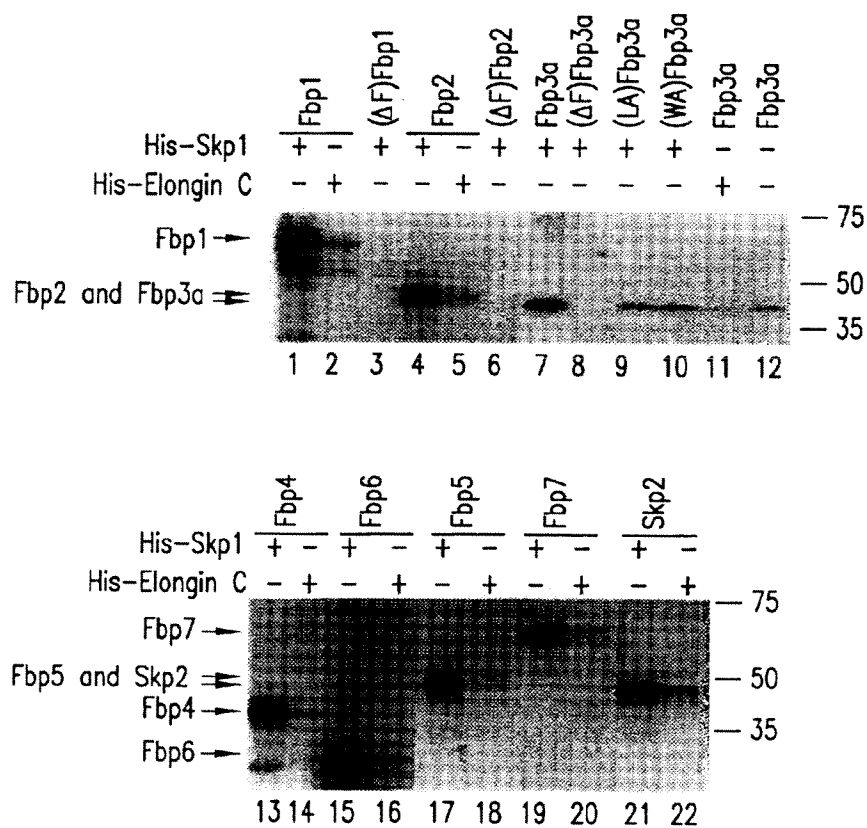 Fbp1 (ΔF)Fbp1 Fbp2 (ΔF)Fbp2 Fbp3a (ΔF)Fbp3a (LA)Fbp3a (WA)Fbp3a Fbp3a Fbp3a
His-Skp1 + − + + − + + + + + − −
His-Elongin C − + − − + − − − − − + −
75
Fbp1
50
Fbp2 and Fbp3a
35
1 2 3 4 5 6 7 8 9 10 11 12
Fbp4 Fbp6 Fbp5 Fbp7 Skp2
His-Skp1 + − + − + − + − + −
His-Elongin C − + − + − + − + − +
75
Fbp7
Fbp5 and Skp2
50
Fbp4
35
Fbp6
13 14 15 16 17 18 19 20 21 22